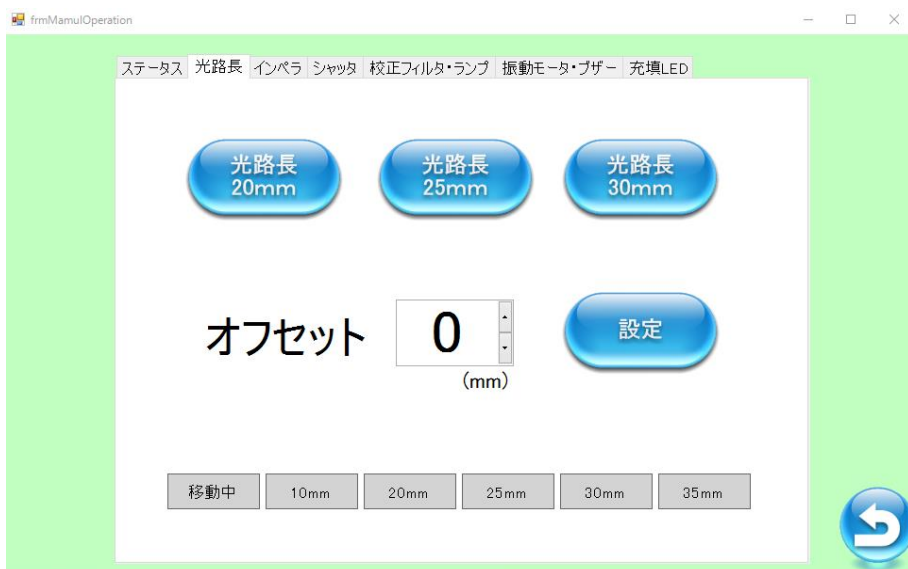 frmMamulOperation
ステータス 光路長 インペラ シャッタ 校正フィルタ・ランプ 振動モータ・ブザー 充填LED
光路長
20mm
光路長
25mm
光路長
30mm
オフセット 0 設定
(mm)
移動中 10mm 20mm 25mm 30mm 35mm